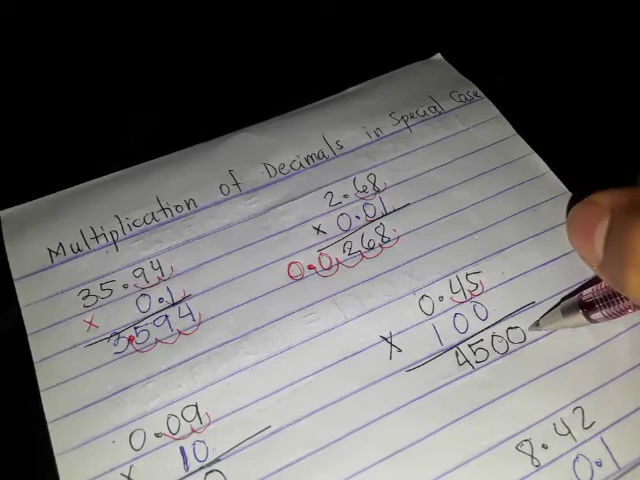 Multiplication of Decimals in Special Case
35.94
x 0.1
3.594
2.68
x 0.01
0.0268
0.45
x 100
4500
0.09
x 10
0
8.42
0.1